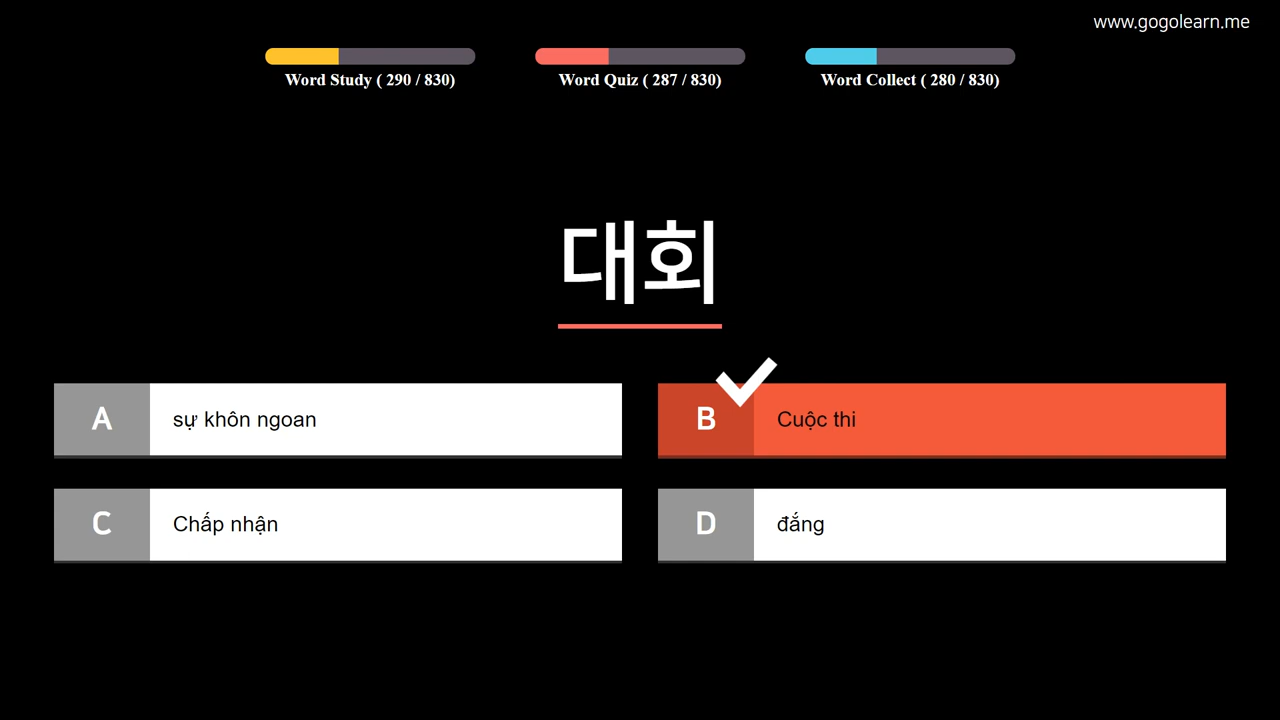 www.gogolearn.me
Word Study ( 290 / 830)
Word Quiz ( 287 / 830)
Word Collect ( 280 / 830)
대회
A sự khôn ngoan
B Cuộc thi
C Chấp nhận
D đắng